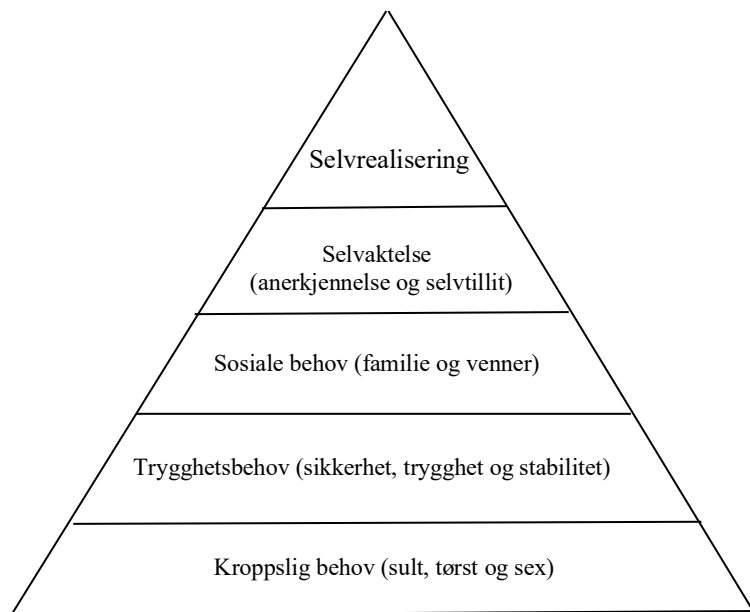 Selvrealisering
Selvaktelse
(anerkjennelse og selvtillit)
Sosiale behov (familie og venner)
Trygghetsbehov (sikkerhet, trygghet og stabilitet)
Kroppslig behov (sult, tørst og sex)